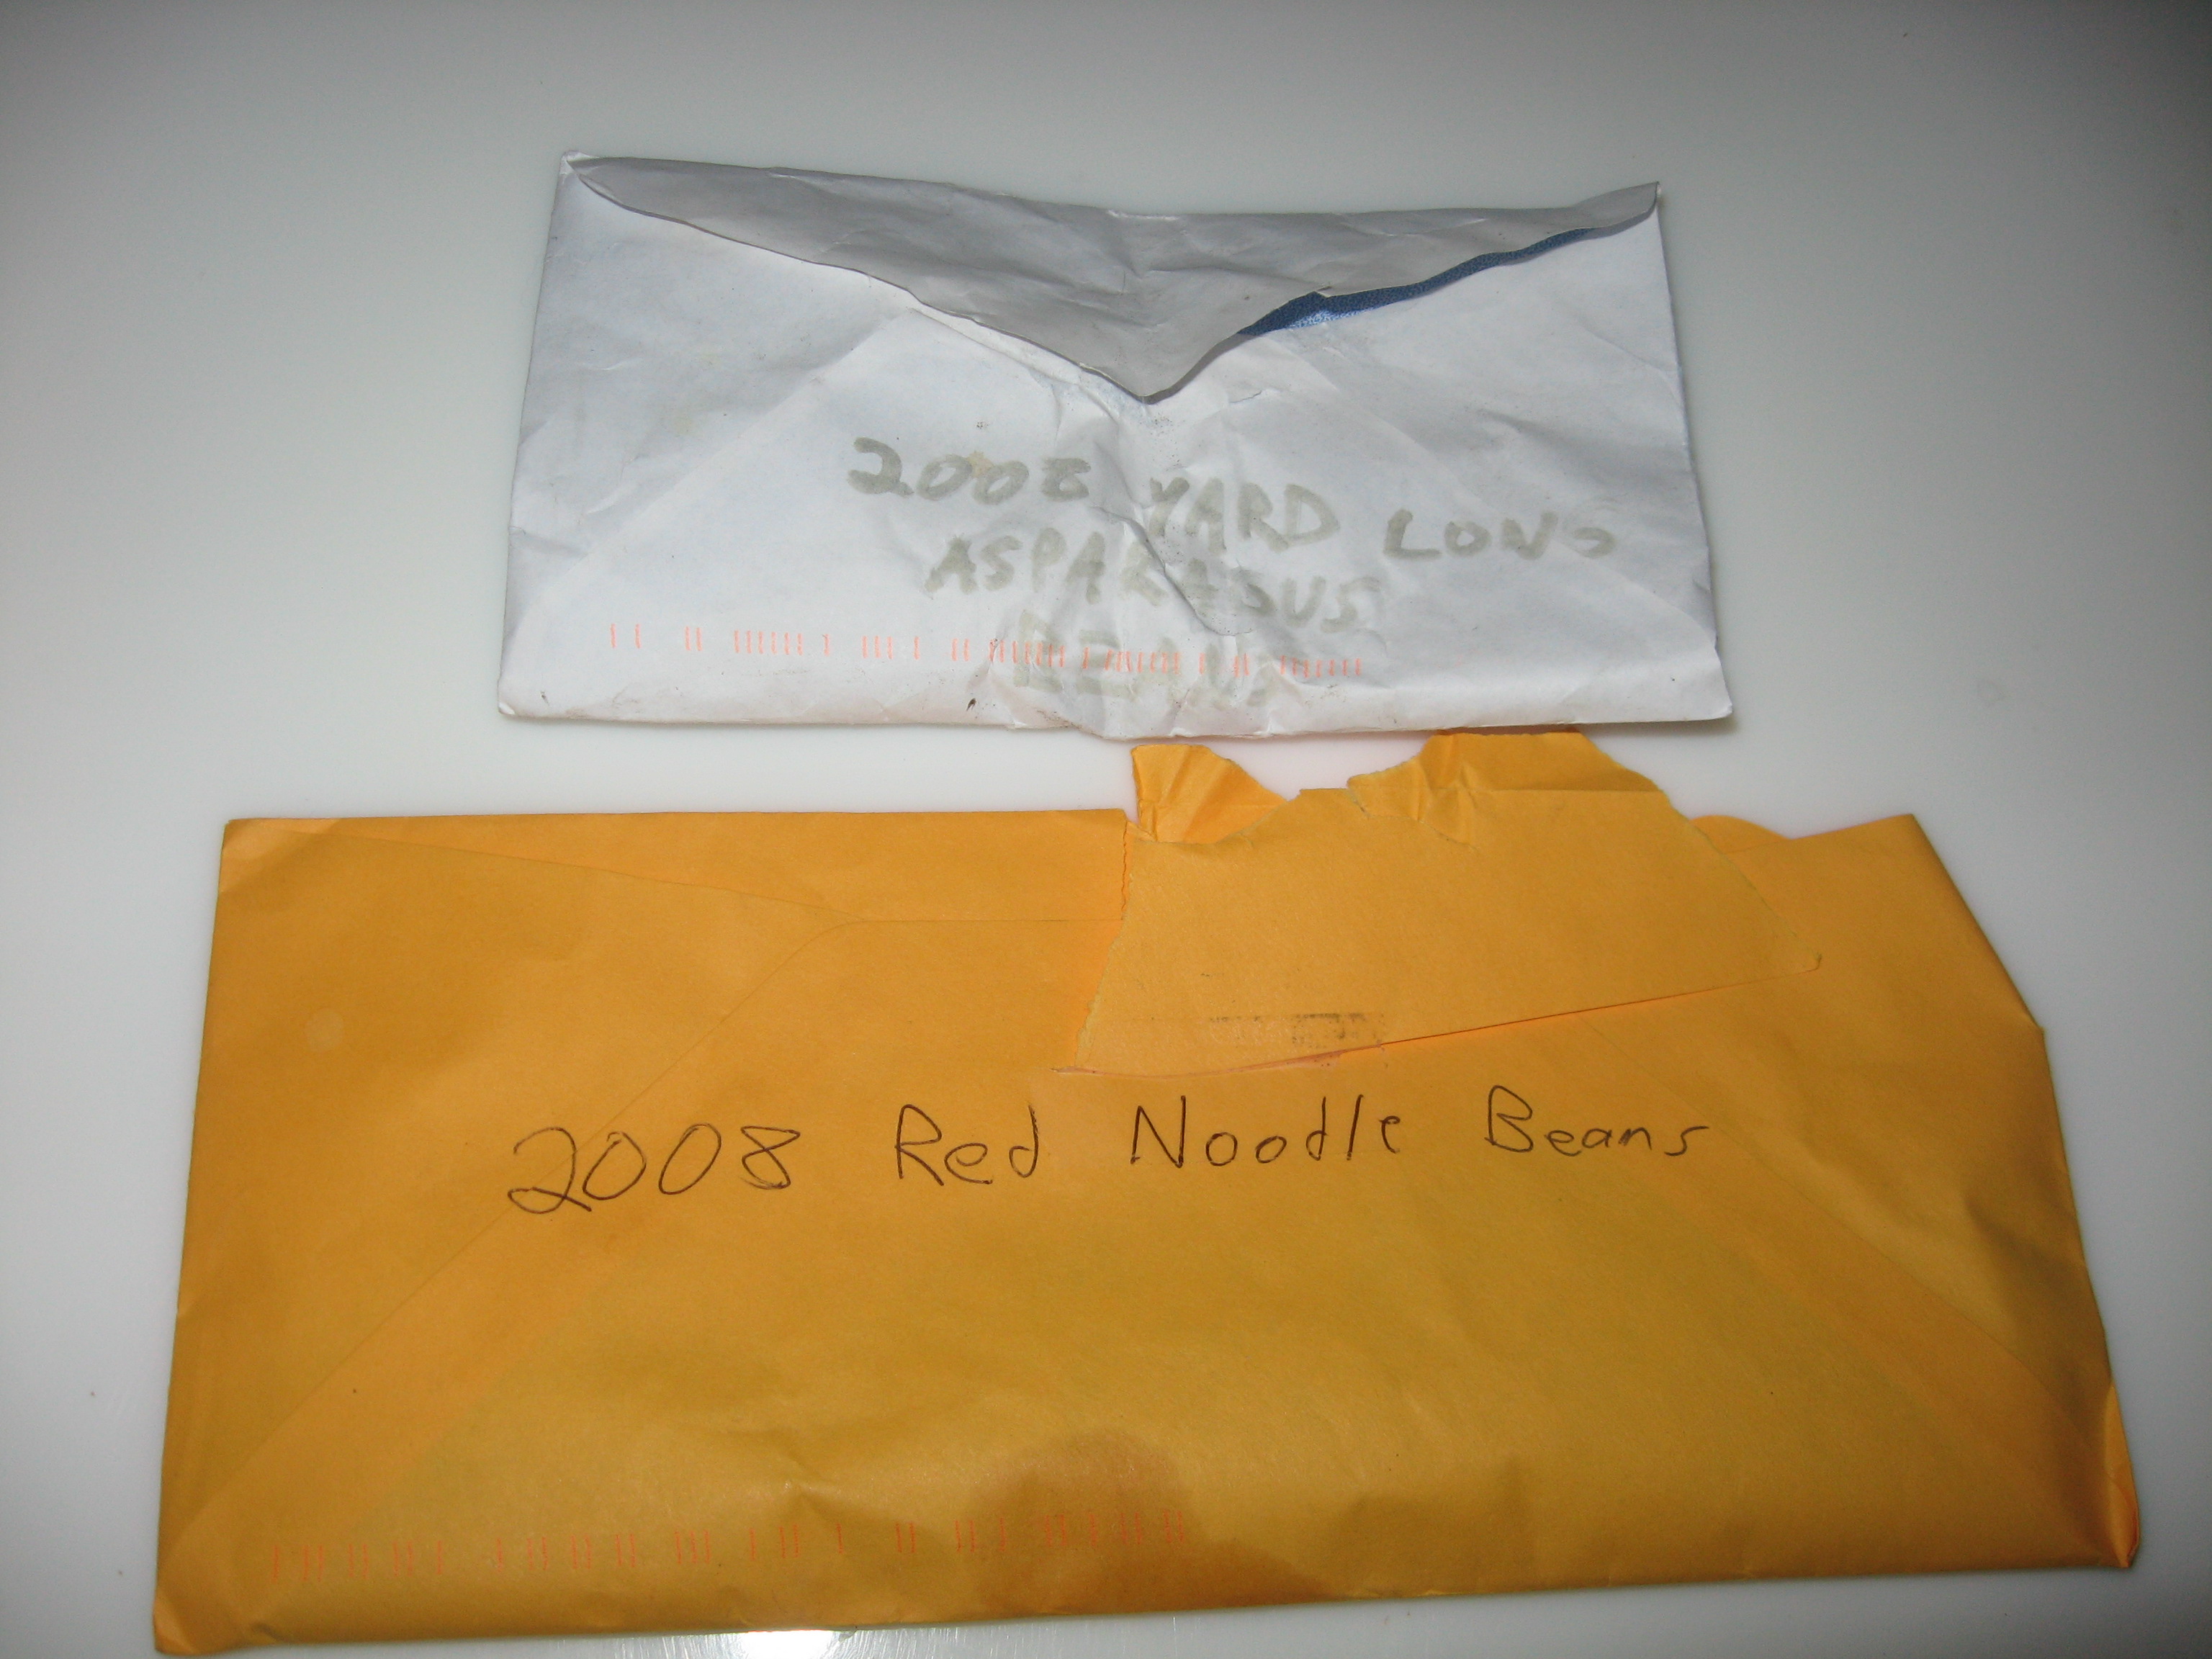 2008 YARD LONG
ASPARAGUS
BEANS
2008 Red Noodle Beans